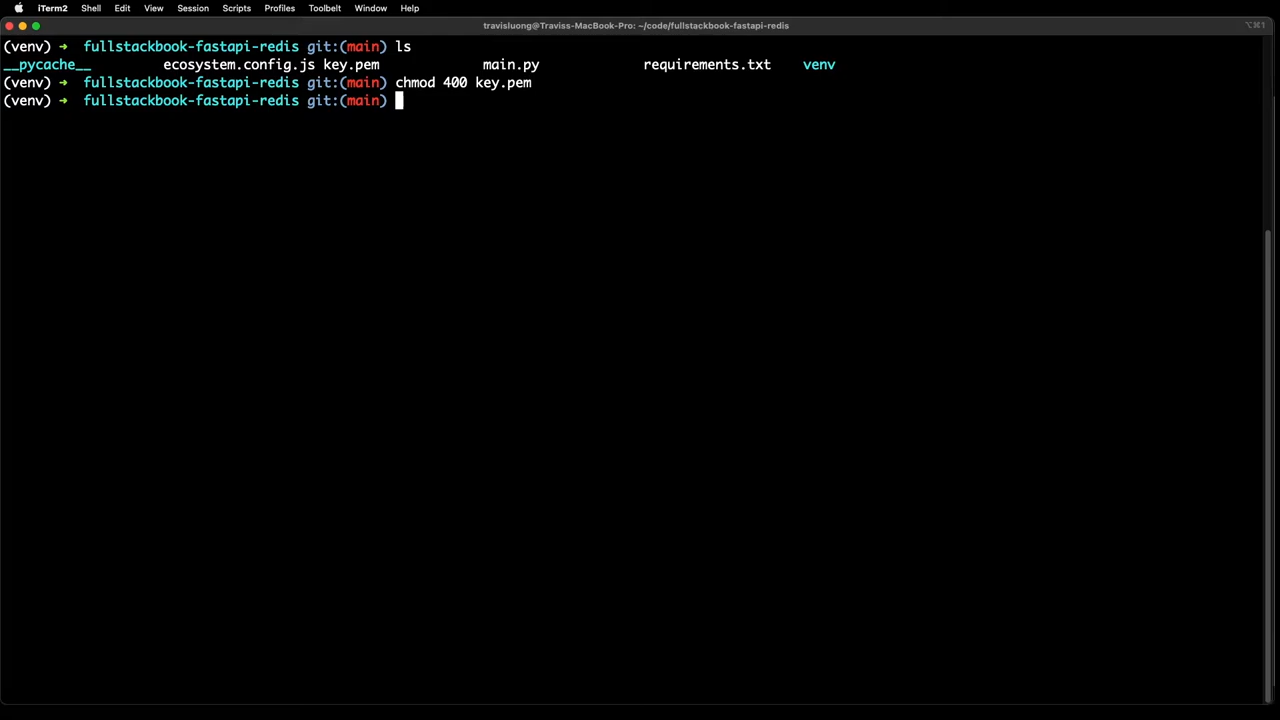 iTerm2 Shell Edit View Session Scripts Profiles Toolbelt Window Help
travisluong@Traviss-MacBook-Pro: ~/code/fullstackbook-fastapi-redis ⌥⌘1
(venv) ➜ fullstackbook-fastapi-redis git:(main) ls
__pycache__ ecosystem.config.js key.pem main.py requirements.txt venv
(venv) ➜ fullstackbook-fastapi-redis git:(main) chmod 400 key.pem
(venv) ➜ fullstackbook-fastapi-redis git:(main)